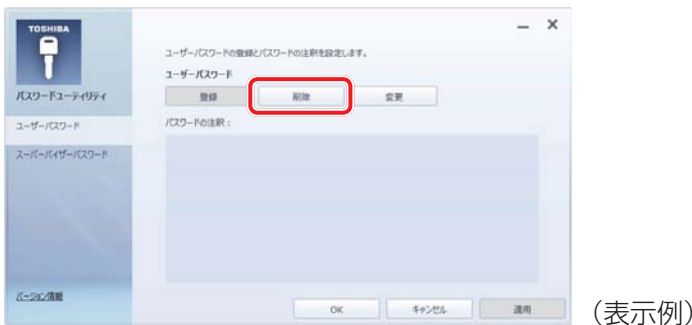 TOSHIBA
パスワードユーティリティ
ユーザーパスワード
スーパーバイザーパスワード
バージョン情報
ユーザーパスワードの登録とパスワードの注釈を設定します。
ユーザーパスワード
登録 削除 変更
パスワードの注釈：
OK キャンセル 適用
（表示例）